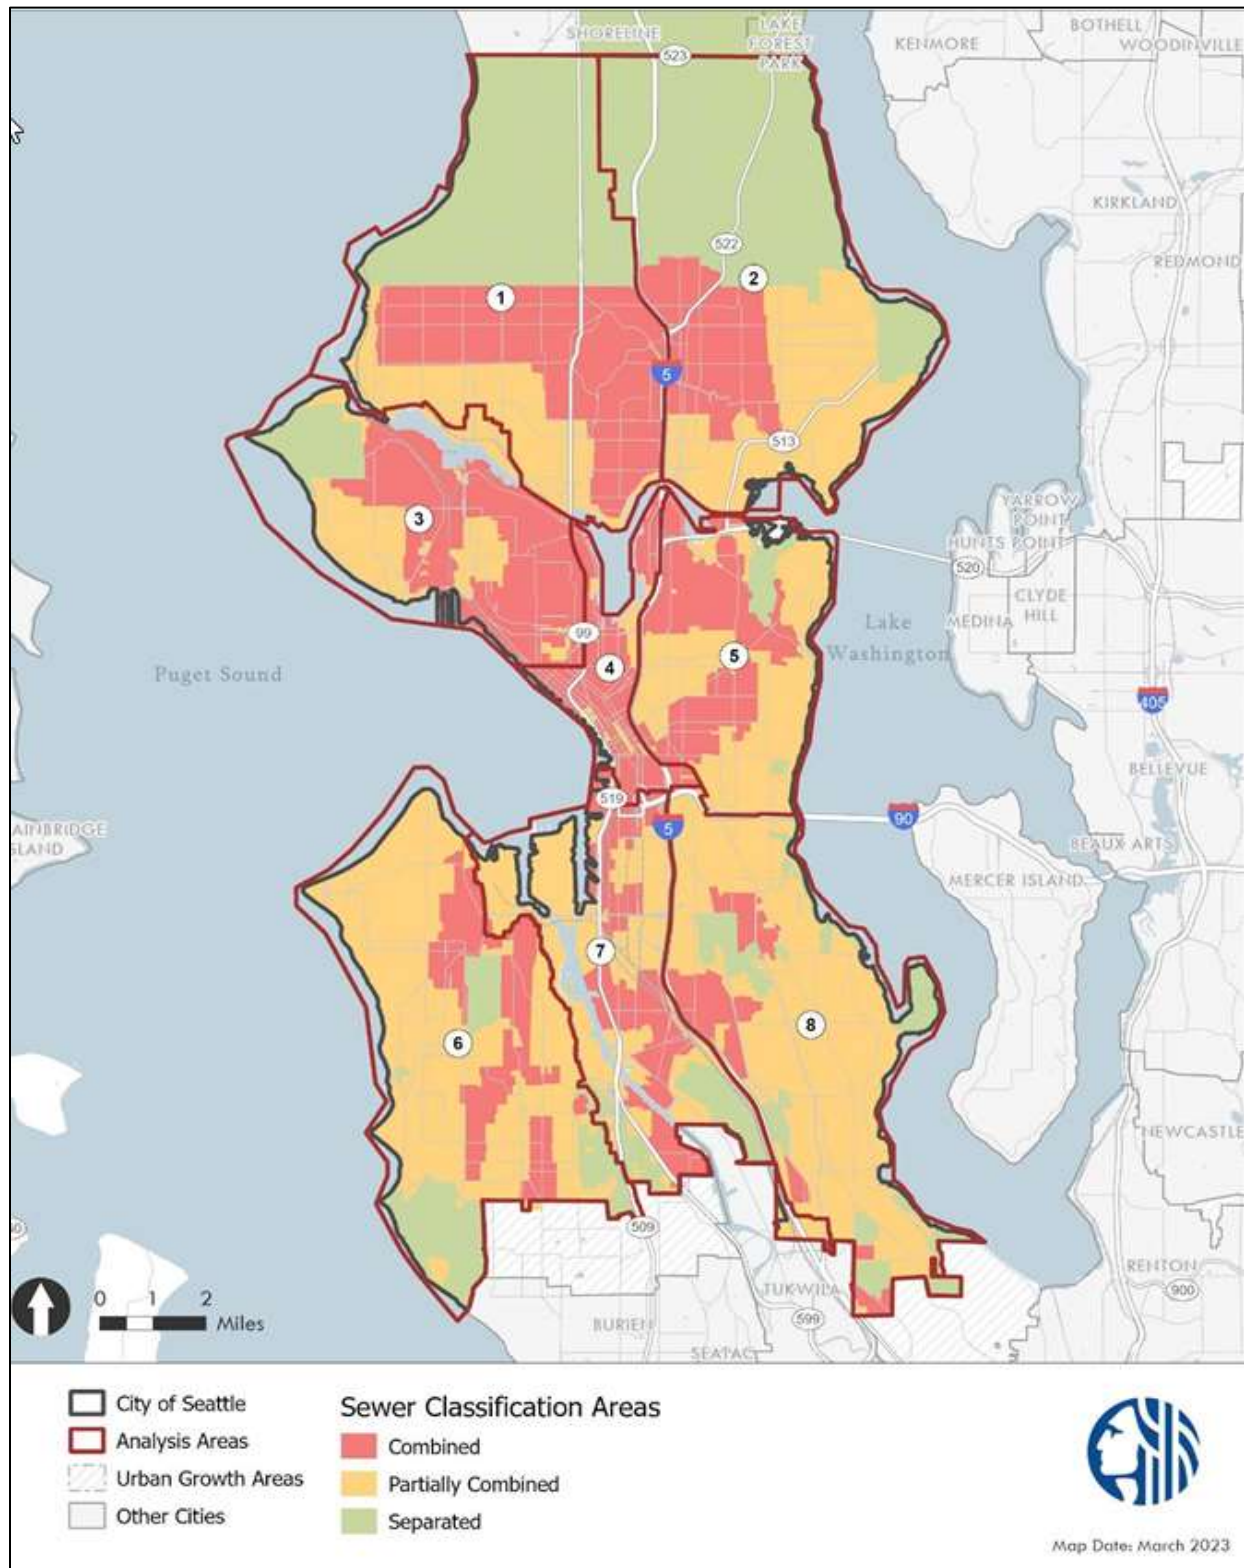 SHORELINE
LAKE
FOREST
PARK
KENMORE
BOTHELL
WOODINVILLE
523
KIRKLAND
522
REDMOND
2
1
5
513
3
YARROW
POINT
HUNTS POINT
520
CLYDE
HILL
MEDINA
99
Lake
Washington
4
5
Puget Sound
405
BELLEVUE
519
90
5
AINBRIDGE
SLAND
BEAUX ARTS
MERCER ISLAND
7
8
6
NEWCASTLE
509
RENTON
900
TUKWILA
599
BURIEN
SEATAC
0 1 2
Miles
City of Seattle
Analysis Areas
Urban Growth Areas
Other Cities
Sewer Classification Areas
Combined
Partially Combined
Separated
Map Date: March 2023